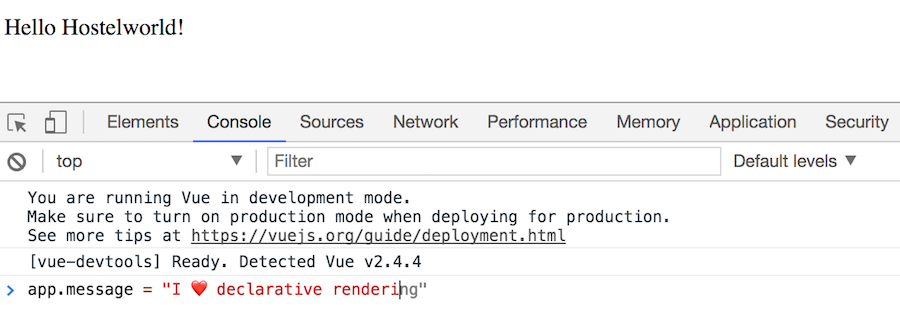 Hello Hostelworld!
Elements Console Sources Network Performance Memory Application Security
top ▼ Filter Default levels ▼
You are running Vue in development mode.
Make sure to turn on production mode when deploying for production.
See more tips at https://vuejs.org/guide/deployment.html
[vue-devtools] Ready. Detected Vue v2.4.4
> app.message = "I ❤️ declarative rendering"